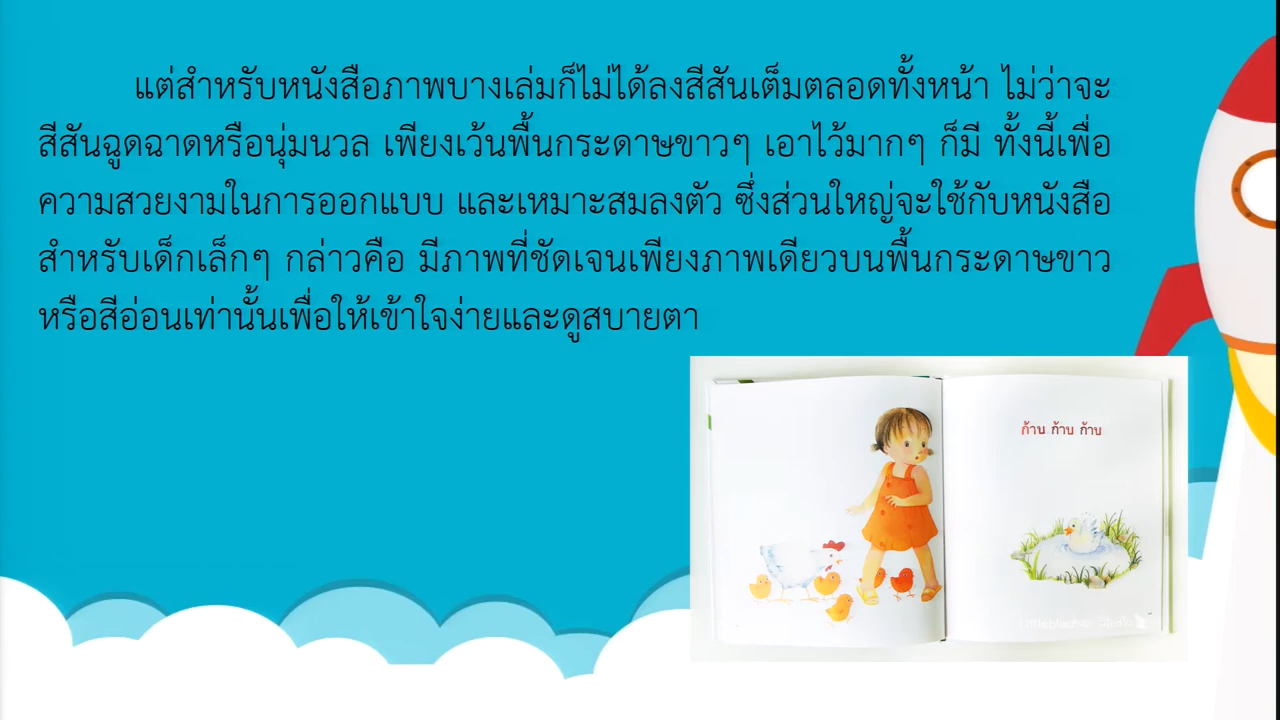 แต่สำหรับหนังสือภาพบางเล่มก็ไม่ได้ลงสีสันเต็มตลอดทั้งหน้า ไม่ว่าจะ
สีสันฉูดฉาดหรือนุ่มนวล เพียงเว้นพื้นกระดาษขาวๆ เอาไว้มากๆ ก็มี ทั้งนี้เพื่อ
ความสวยงามในการออกแบบ และเหมาะสมลงตัว ซึ่งส่วนใหญ่จะใช้กับหนังสือ
สำหรับเด็กเล็กๆ กล่าวคือ มีภาพที่ชัดเจนเพียงภาพเดียวบนพื้นกระดาษขาว
หรือสีอ่อนเท่านั้นเพื่อให้เข้าใจง่ายและดูสบายตา
ก้าบ ก้าบ ก้าบ